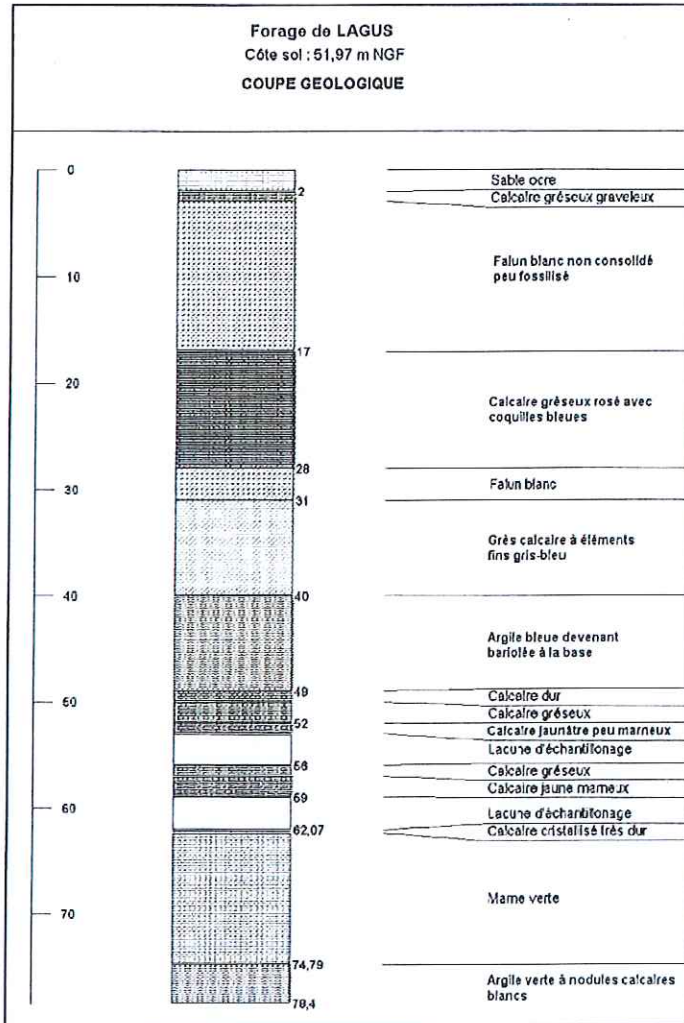 Forage de LAGUS
Côte sol : 51,97 m NGF
COUPE GEOLOGIQUE
0
Sable ocre
2
Calcaire gréseux graveleux
Falun blanc non consolidé
peu fossilisé
10
17
20
Calcaire gréseux rosé avec
coquilles bleues
28
30
Falun blanc
31
Grès calcaire à éléments
fins gris-bleu
40
40
Argile bleue devenant
bariolée à la base
49
Calcaire dur
50
Calcaire gréseux
52
Calcaire jaunâtre peu marneux
Lacune d'échantillonage
56
Calcaire gréseux
Calcaire jaune marneux
59
60
Lacune d'échantillonage
62,07
Calcaire cristallisé très dur
Marne verte
70
74,79
Argile verte à nodules calcaires
blancs
78,4